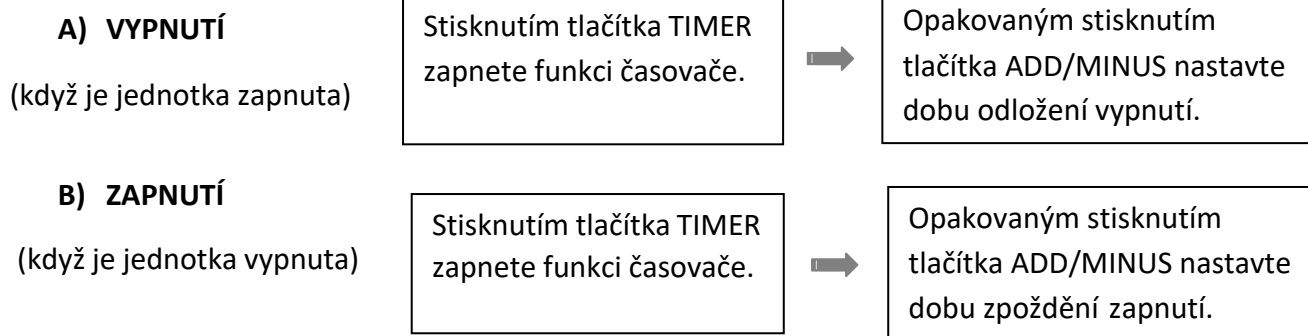 A) VYPNUTÍ
(když je jednotka zapnuta)
Stisknutím tlačítka TIMER
zapnete funkci časovače.
Opakovaným stisknutím
tlačítka ADD/MINUS nastavte
dobu odložení vypnutí.
B) ZAPNUTÍ
(když je jednotka vypnuta)
Stisknutím tlačítka TIMER
zapnete funkci časovače.
Opakovaným stisknutím
tlačítka ADD/MINUS nastavte
dobu zpoždění zapnutí.